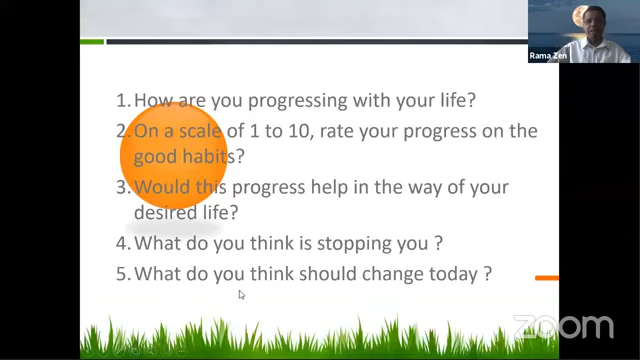 Rama Zen
1. How are you progressing with your life?
2. On a scale of 1 to 10, rate your progress on the
good habits?
3. Would this progress help in the way of your
desired life?
4. What do you think is stopping you ?
5. What do you think should change today ?
zoom